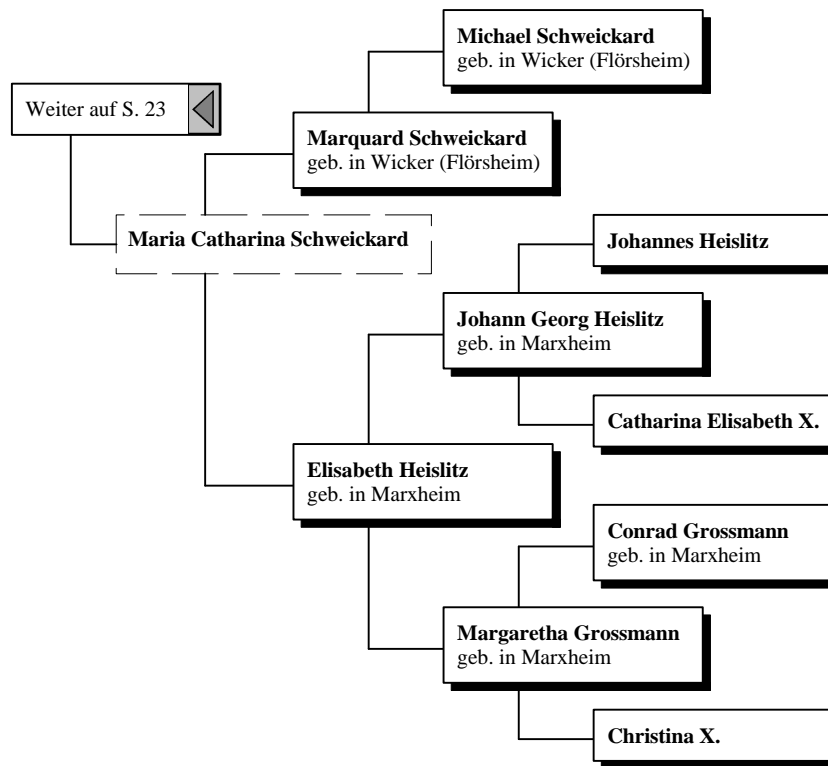 Michael Schweickard
geb. in Wicker (Flörsheim)
Weiter auf S. 23
Marquard Schweickard
geb. in Wicker (Flörsheim)
Maria Catharina Schweickard
Johannes Heislitz
Johann Georg Heislitz
geb. in Marxheim
Catharina Elisabeth X.
Elisabeth Heislitz
geb. in Marxheim
Conrad Grossmann
geb. in Marxheim
Margaretha Grossmann
geb. in Marxheim
Christina X.